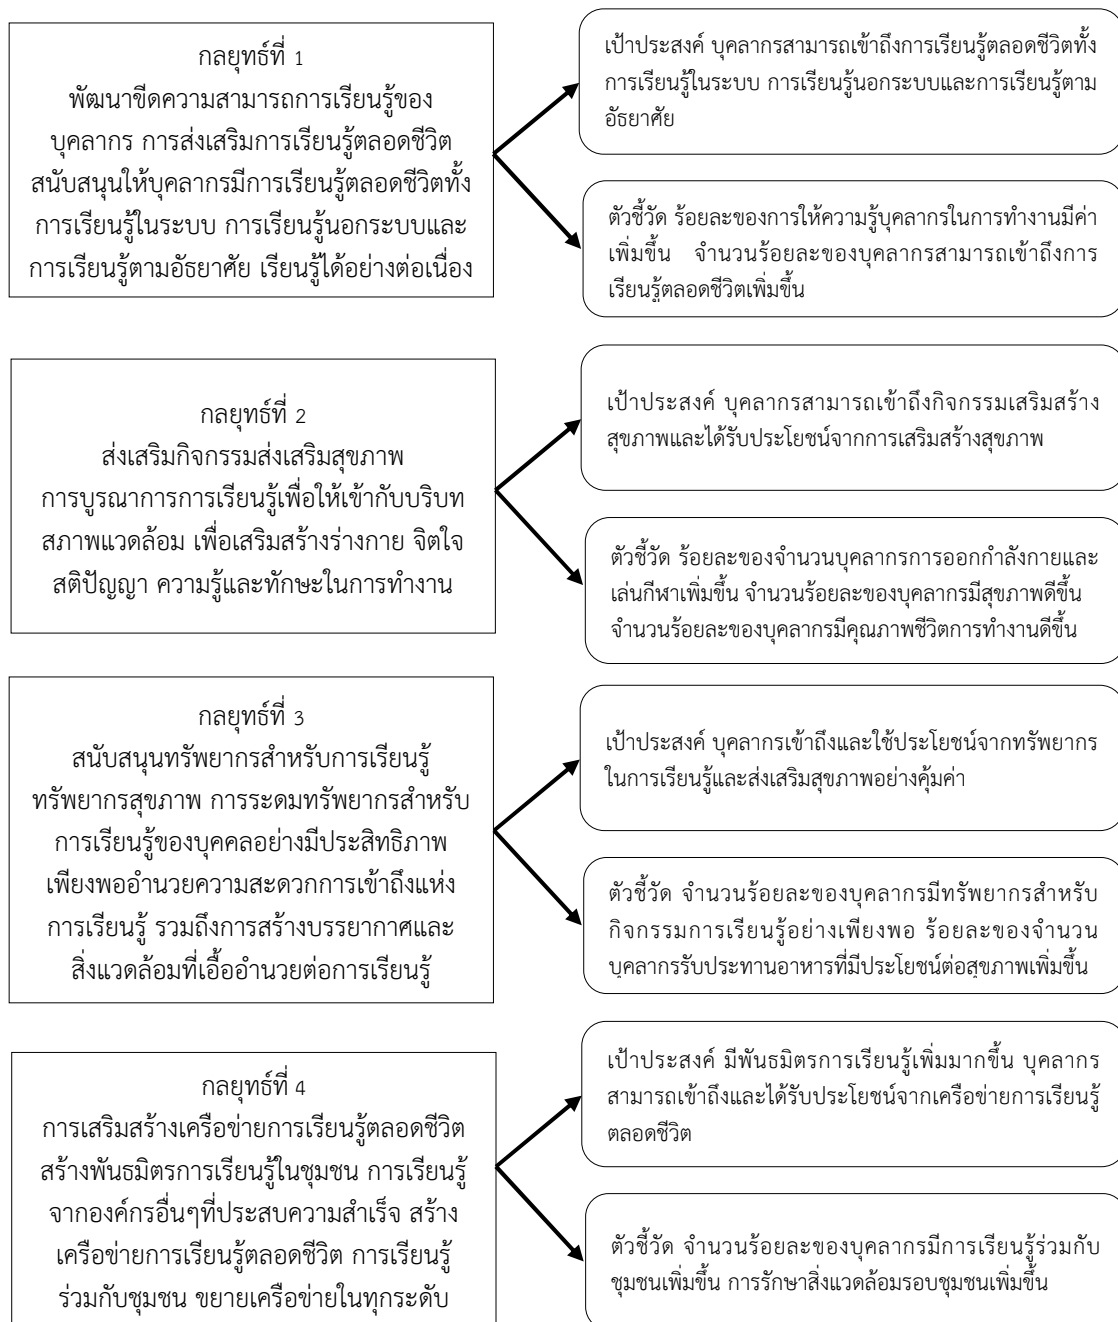 กลยุทธ์ที่ 1
พัฒนาขีดความสามารถการเรียนรู้ของ
บุคลากร การส่งเสริมการเรียนรู้ตลอดชีวิต
สนับสนุนให้บุคลากรมีการเรียนรู้ตลอดชีวิตทั้ง
การเรียนรู้ในระบบ การเรียนรู้นอกระบบและ
การเรียนรู้ตามอัธยาศัย เรียนรู้ได้อย่างต่อเนื่อง
เป้าประสงค์ บุคลากรสามารถเข้าถึงการเรียนรู้ตลอดชีวิตทั้ง
การเรียนรู้ในระบบ การเรียนรู้นอกระบบและการเรียนรู้ตาม
อัธยาศัย
ตัวชี้วัด ร้อยละของการให้ความรู้บุคลากรในการทำงานมีค่า
เพิ่มขึ้น จำนวนร้อยละของบุคลากรสามารถเข้าถึงการ
เรียนรู้ตลอดชีวิตเพิ่มขึ้น
กลยุทธ์ที่ 2
ส่งเสริมกิจกรรมส่งเสริมสุขภาพ
การบูรณาการการเรียนรู้เพื่อให้เข้ากับบริบท
สภาพแวดล้อม เพื่อเสริมสร้างร่างกาย จิตใจ
สติปัญญา ความรู้และทักษะในการทำงาน
เป้าประสงค์ บุคลากรสามารถเข้าถึงกิจกรรมเสริมสร้าง
สุขภาพและได้รับประโยชน์จากการเสริมสร้างสุขภาพ
ตัวชี้วัด ร้อยละของจำนวนบุคลากรการออกกำลังกายและ
เล่นกีฬาเพิ่มขึ้น จำนวนร้อยละของบุคลากรมีสุขภาพดีขึ้น
จำนวนร้อยละของบุคลากรมีคุณภาพชีวิตการทำงานดีขึ้น
กลยุทธ์ที่ 3
สนับสนุนทรัพยากรสำหรับการเรียนรู้
ทรัพยากรสุขภาพ การระดมทรัพยากรสำหรับ
การเรียนรู้ของบุคคลอย่างมีประสิทธิภาพ
เพียงพออำนวยความสะดวกการเข้าถึงแห่ง
การเรียนรู้ รวมถึงการสร้างบรรยากาศและ
สิ่งแวดล้อมที่เอื้ออำนวยต่อการเรียนรู้
เป้าประสงค์ บุคลากรเข้าถึงและใช้ประโยชน์จากทรัพยากร
ในการเรียนรู้และส่งเสริมสุขภาพอย่างคุ้มค่า
ตัวชี้วัด จำนวนร้อยละของบุคลากรมีทรัพยากรสำหรับ
กิจกรรมการเรียนรู้อย่างเพียงพอ ร้อยละของจำนวน
บุคลากรรับประทานอาหารที่มีประโยชน์ต่อสุขภาพเพิ่มขึ้น
กลยุทธ์ที่ 4
การเสริมสร้างเครือข่ายการเรียนรู้ตลอดชีวิต
สร้างพันธมิตรการเรียนรู้ในชุมชน การเรียนรู้
จากองค์กรอื่นๆที่ประสบความสำเร็จ สร้าง
เครือข่ายการเรียนรู้ตลอดชีวิต การเรียนรู้
ร่วมกับชุมชน ขยายเครือข่ายในทุกระดับ
เป้าประสงค์ มีพันธมิตรการเรียนรู้เพิ่มมากขึ้น บุคลากร
สามารถเข้าถึงและได้รับประโยชน์จากเครือข่ายการเรียนรู้
ตลอดชีวิต
ตัวชี้วัด จำนวนร้อยละของบุคลากรมีการเรียนรู้ร่วมกับ
ชุมชนเพิ่มขึ้น การรักษาสิ่งแวดล้อมรอบชุมชนเพิ่มขึ้น